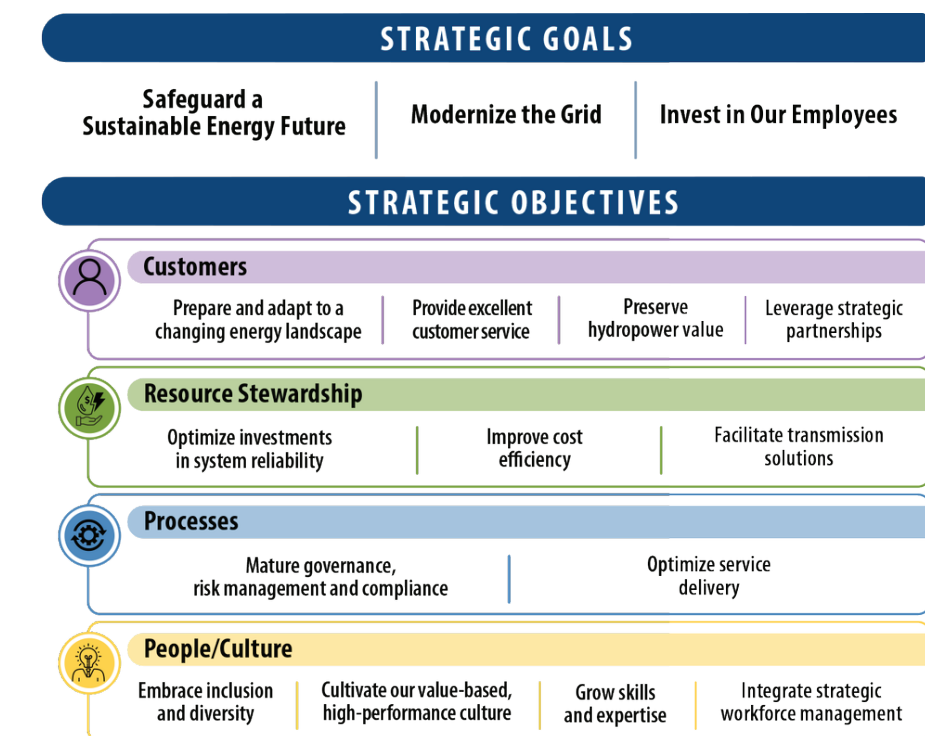 STRATEGIC GOALS
Safeguard a
Sustainable Energy Future
Modernize the Grid
Invest in Our Employees
STRATEGIC OBJECTIVES
Customers
Prepare and adapt to a
changing energy landscape
Provide excellent
customer service
Preserve
hydropower value
Leverage strategic
partnerships
Resource Stewardship
Optimize investments
in system reliability
Improve cost
efficiency
Facilitate transmission
solutions
Processes
Mature governance,
risk management and compliance
Optimize service
delivery
People/Culture
Embrace inclusion
and diversity
Cultivate our value-based,
high-performance culture
Grow skills
and expertise
Integrate strategic
workforce management